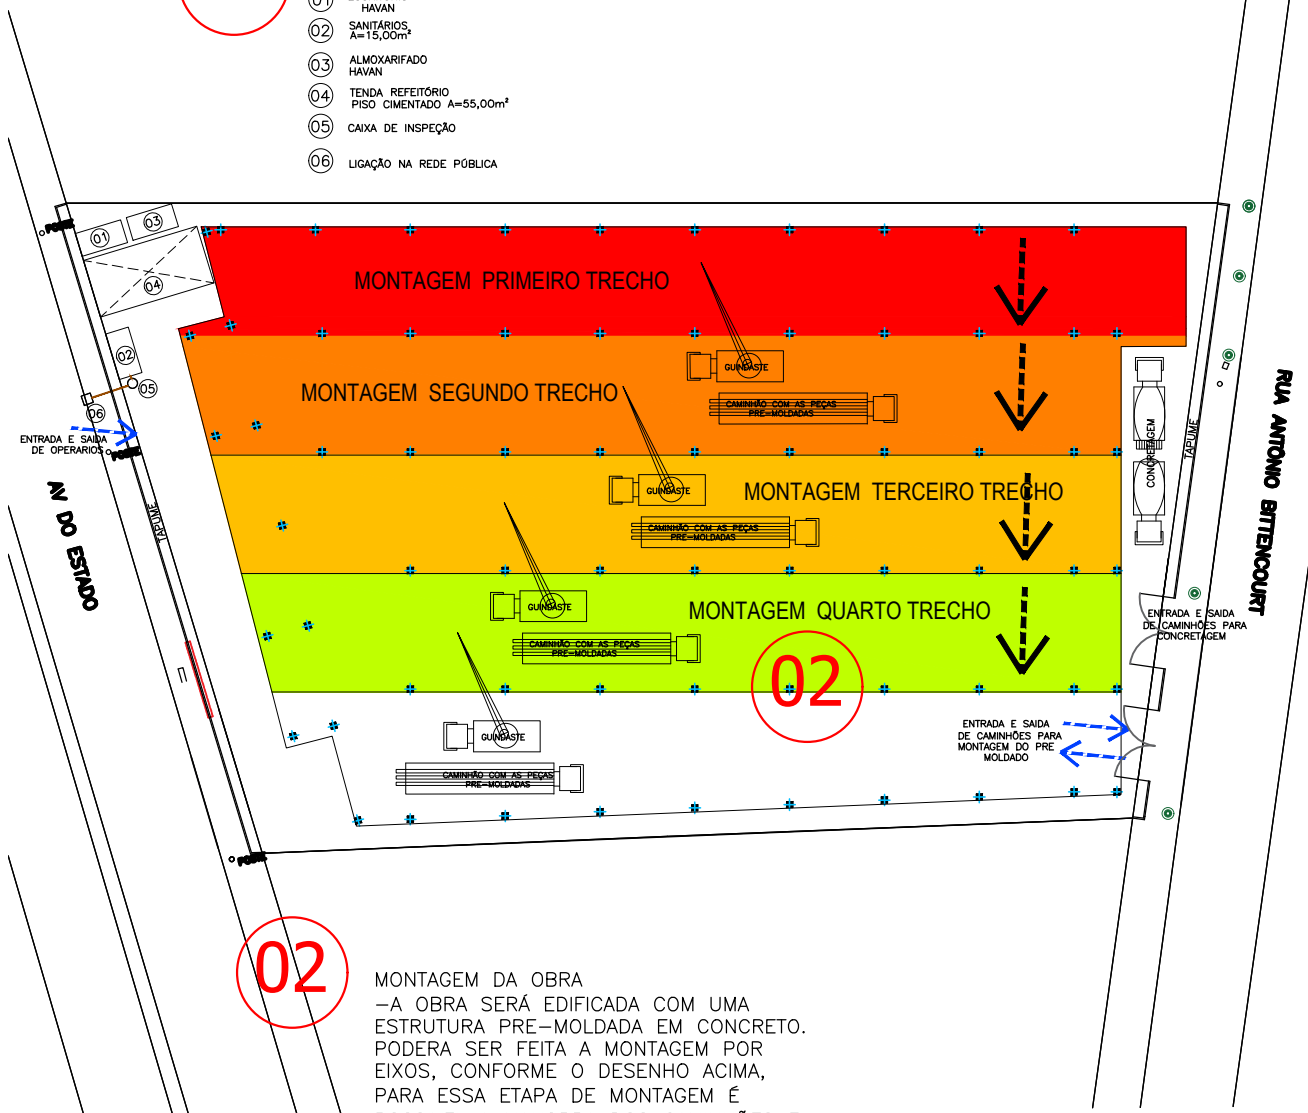 01
HAVAN
02
SANITÁRIOS
A=15,00m²
03
ALMOXARIFADO
HAVAN
04
TENDA REFEITÓRIO
PISO CIMENTADO A=55,00m²
05
CAIXA DE INSPEÇÃO
06
LIGAÇÃO NA REDE PÚBLICA
POSTE
01
03
04
02
05
06
ENTRADA E SAIDA
DE OPERARIOS
POSTE
AV DO ESTADO
TAPUME
POSTE
MONTAGEM PRIMEIRO TRECHO
GUINDASTE
MONTAGEM SEGUNDO TRECHO
CAMINHÃO COM AS PEÇAS
PRE-MOLDADAS
GUINDASTE
MONTAGEM TERCEIRO TRECHO
CAMINHÃO COM AS PEÇAS
PRE-MOLDADAS
GUINDASTE
MONTAGEM QUARTO TRECHO
CAMINHÃO COM AS PEÇAS
PRE-MOLDADAS
02
GUINDASTE
CAMINHÃO COM AS PEÇAS
PRE-MOLDADAS
CONCRETAGEM
TAPUME
RUA ANTÔNIO BITTENCOURT
ENTRADA E SAIDA
DE CAMINHÕES PARA
CONCRETAGEM
ENTRADA E SAIDA
DE CAMINHÕES PARA
MONTAGEM DO PRE
MOLDADO
02
MONTAGEM DA OBRA
-A OBRA SERÁ EDIFICADA COM UMA
ESTRUTURA PRE-MOLDADA EM CONCRETO.
PODERA SER FEITA A MONTAGEM POR
EIXOS, CONFORME O DESENHO ACIMA,
PARA ESSA ETAPA DE MONTAGEM É